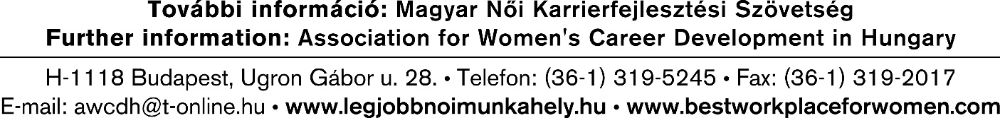 További információ: Magyar Női Karrierfejlesztési Szövetség
Further information: Association for Women's Career Development in Hungary
H-1118 Budapest, Ugron Gábor u. 28. • Telefon: (36-1) 319-5245 • Fax: (36-1) 319-2017
E-mail: awcdh@t-online.hu • www.legjobbnoimunkahely.hu • www.bestworkplaceforwomen.com